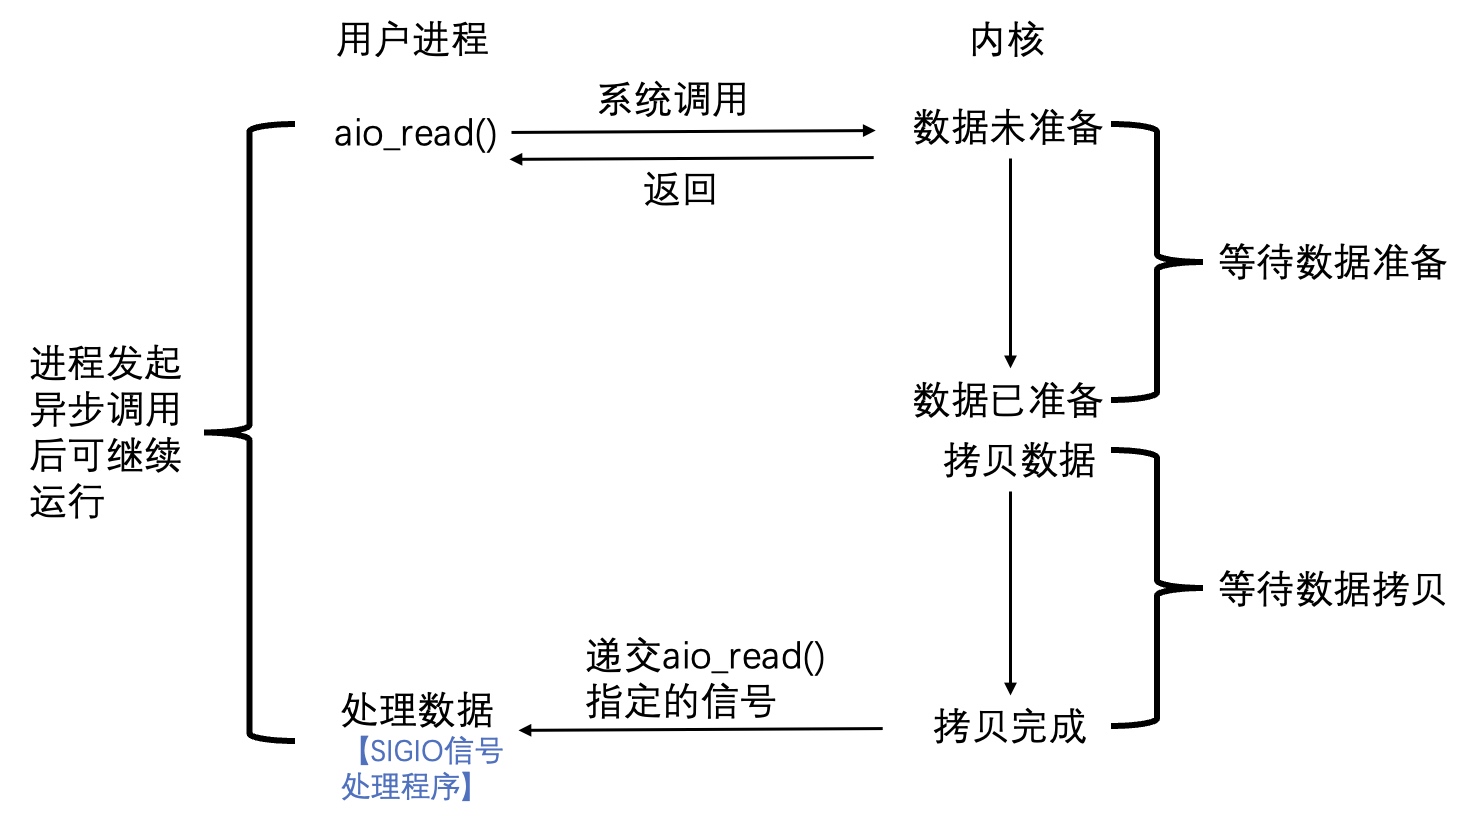 用户进程
内核
系统调用
aio_read()
数据未准备
返回
等待数据准备
进程发起
异步调用
后可继续
运行
数据已准备
拷贝数据
等待数据拷贝
递交aio_read()
指定的信号
处理数据
拷贝完成
【SIGIO信号
处理程序】